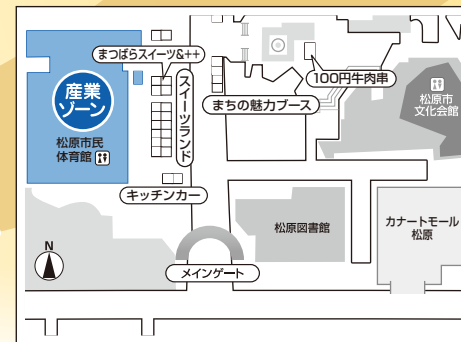 まつばらスイーツ&++
産業
ゾーン
松原市民
体育館
スイーツランド
まちの魅力ブース
100円牛肉串
松原市
文化会館
キッチンカー
松原図書館
カナートモール
松原
N
メインゲート